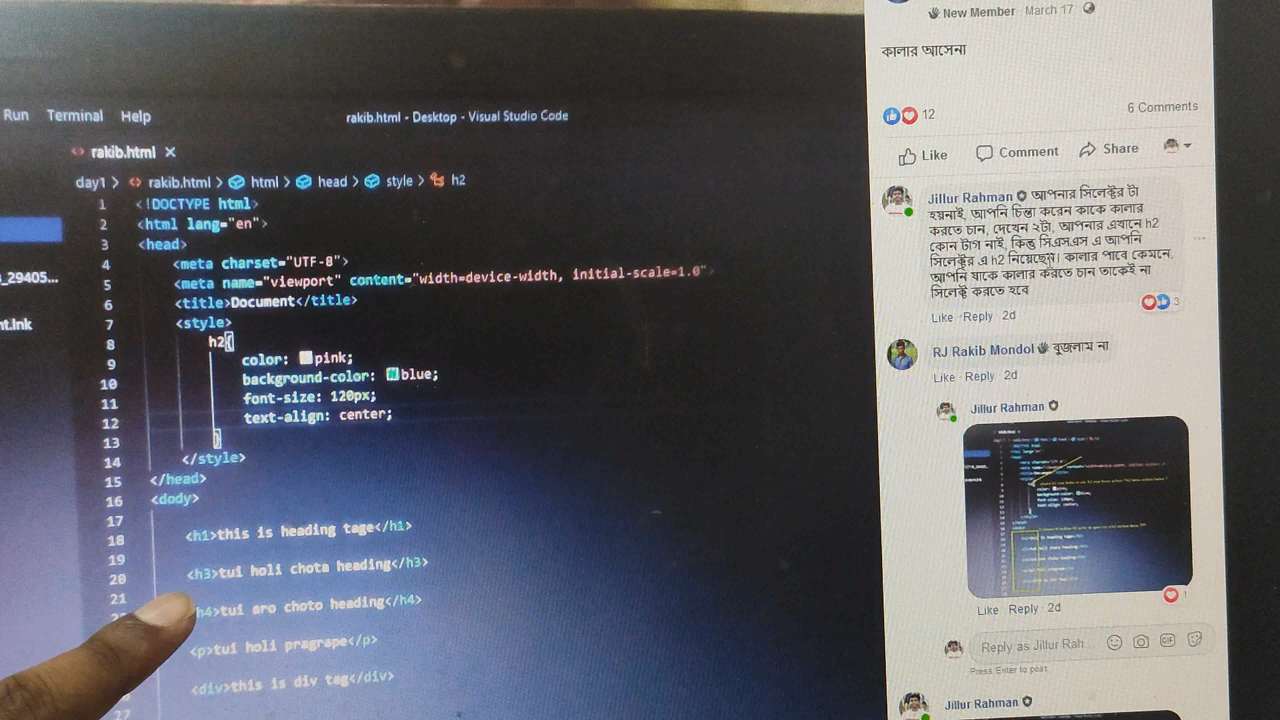 New Member · March 17
কালার আসেনা
12
6 Comments
Like Comment Share
Jillur Rahman আপনার সিলেক্টর টা
হয়নাই, আপনি চিন্তা করেন কাকে কালার
করতে চান, দেখেন ২টা, আপনার এখানে h2
কোন টাগ নাই, কিন্তু সিএসএস এ আপনি
সিলেক্টর এ h2 নিয়েছেন। কালার পাবে কেমনে,
আপনি যাকে কালার করতে চান তাকেই না
সিলেক্ট করতে হবে
3
Like · Reply · 2d
RJ Rakib Mondol বুজলাম না
Like · Reply · 2d
Jillur Rahman
1
Like Reply · 2d
Reply as Jillur Rah...
Press Enter to post.
Jillur Rahman
Run Terminal Help
rakib.html - Desktop - Visual Studio Code
rakib.html ×
day1 > rakib.html > html > head > style > h2
_29405...
nt.lnk
1 <!DOCTYPE html>
2 <html lang="en">
3 <head>
4 <meta charset="UTF-8">
5 <meta name="viewport" content="width=device-width, initial-scale=1.0">
6 <title>Document</title>
7 <style>
8 h2{
9 color: pink;
10 background-color: blue;
11 font-size: 120px;
12 text-align: center;
13 }
14 </style>
15 </head>
16 <dody>
17
18 <h1>this is heading tage</h1>
19
20 <h3>tui holi chota heading</h3>
21
h4>tui aro choto heading</h4>
<p>tui holi pragrape</p>
<div>this is div tag</div>
27